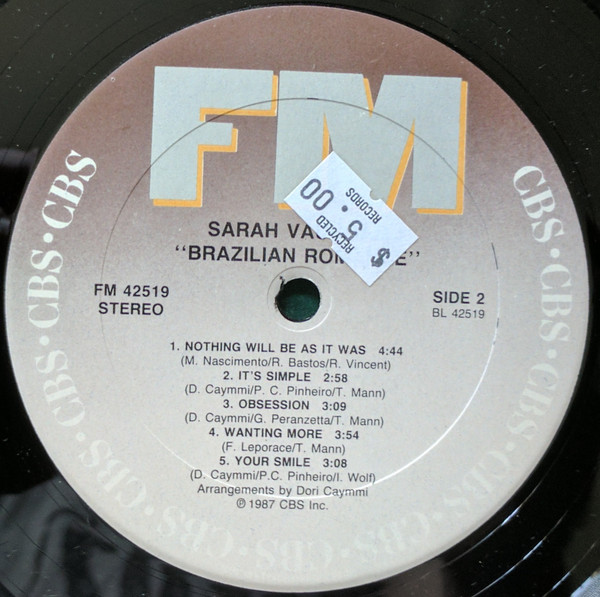 FM
SARAH VA
"BRAZILIAN ROM E"
RECYCLED
RECORDS
$ 5.00
FM 42519
STEREO
SIDE 2
BL 42519
1. NOTHING WILL BE AS IT WAS 4:44
(M. Nascimento/R. Bastos/R. Vincent)
2. IT'S SIMPLE 2:58
(D. Caymmi/P. C. Pinheiro/T. Mann)
3. OBSESSION 3:09
(D. Caymmi/G. Peranzetta/T. Mann)
4. WANTING MORE 3:54
(F. Leporace/T. Mann)
5. YOUR SMILE 3:08
(D. Caymmi/P.C. Pinheiro/I. Wolf)
Arrangements by Dori Caymmi
℗ 1987 CBS Inc.
CBS • CBS • CBS • CBS • CBS • CBS • CBS • CBS • CBS • CBS